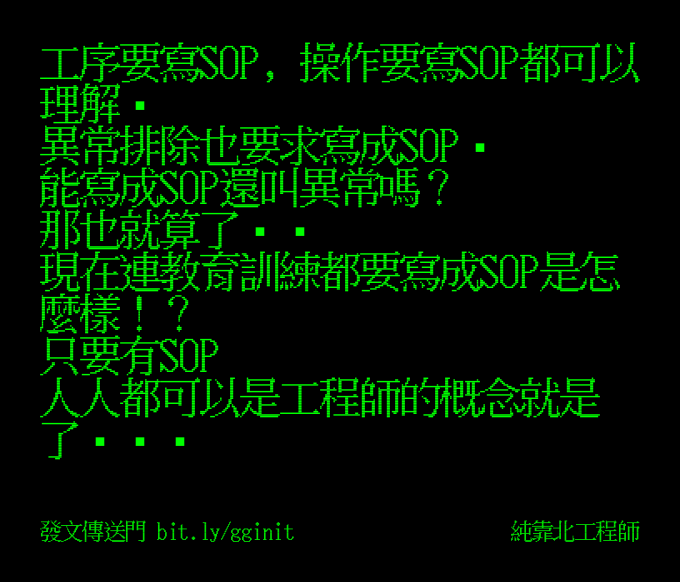 工序要寫SOP, 操作要寫SOP都可以
理解.
異常排除也要求寫成SOP.
能寫成SOP還叫異常嗎?
那也就算了..
現在連教育訓練都要寫成SOP是怎
麼樣!?
只要有SOP
人人都可以是工程師的概念就是
了...
發文傳送門 bit.ly/gginit
純靠北工程師